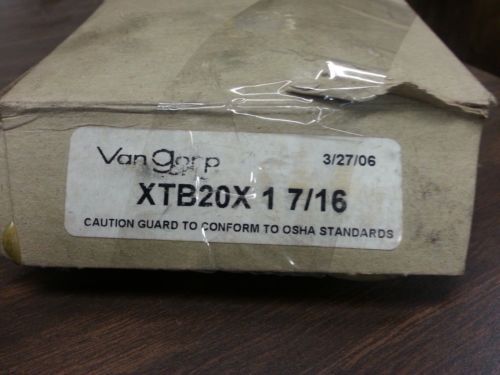 Van gorp 3/27/06
XTB20X 1 7/16
CAUTION GUARD TO CONFORM TO OSHA STANDARDS